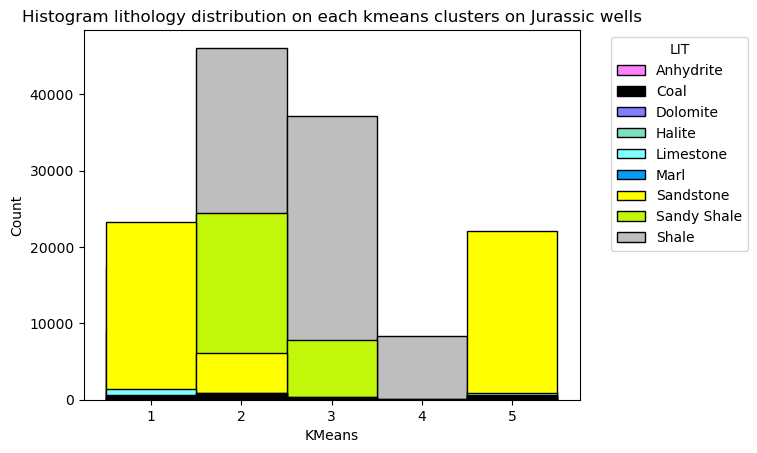 Histogram lithology distribution on each kmeans clusters on Jurassic wells
LIT
Anhydrite
Coal
Dolomite
Halite
Limestone
Marl
Sandstone
Sandy Shale
Shale
Count
40000
30000
20000
10000
0
1 2 3 4 5
KMeans